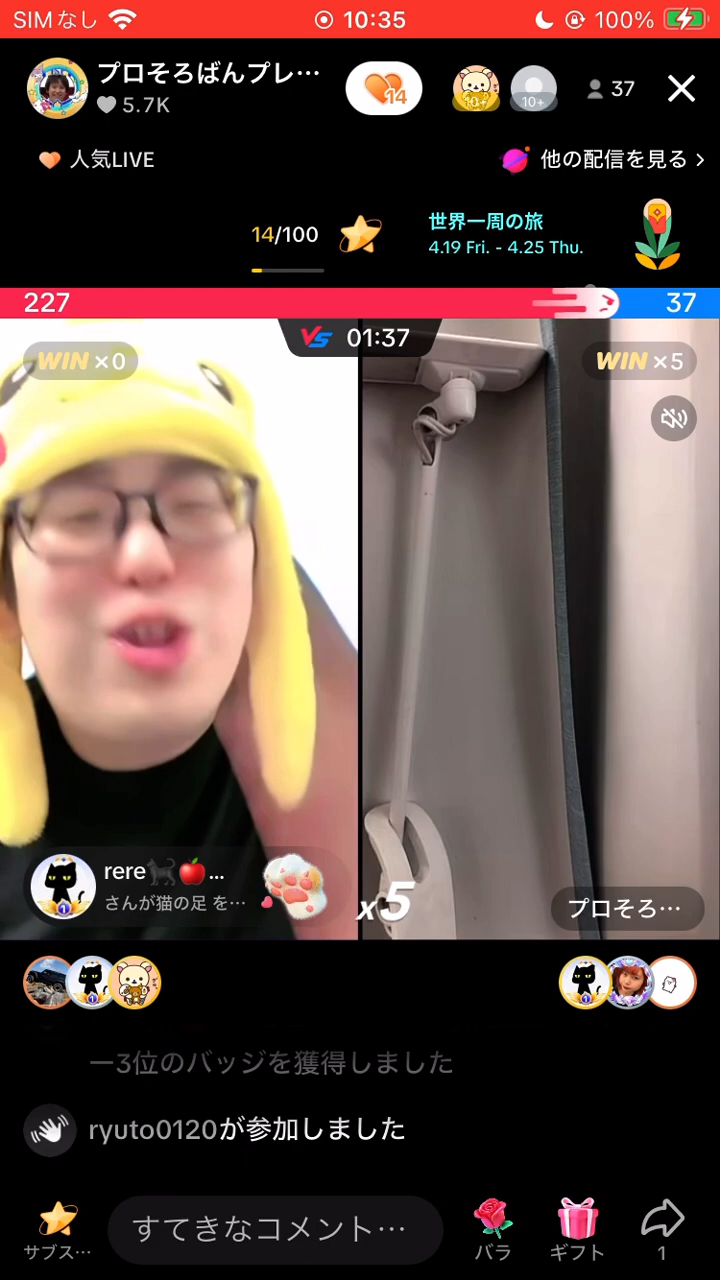 SIMなし
10:35
100%
プロそろばんプレ…
5.7K
14
10+
10+
37
人気LIVE
他の配信を見る
14/100
世界一周の旅
4.19 Fri. - 4.25 Thu.
227
37
VS 01:37
WIN ×0
WIN ×5
rere🐈‍⬛🍎...
さんが猫の足 を…
x5
プロそろ…
1
1
1
ー3位のバッジを獲得しました
ryuto0120が参加しました
サブス…
すてきなコメント…
バラ
ギフト
1